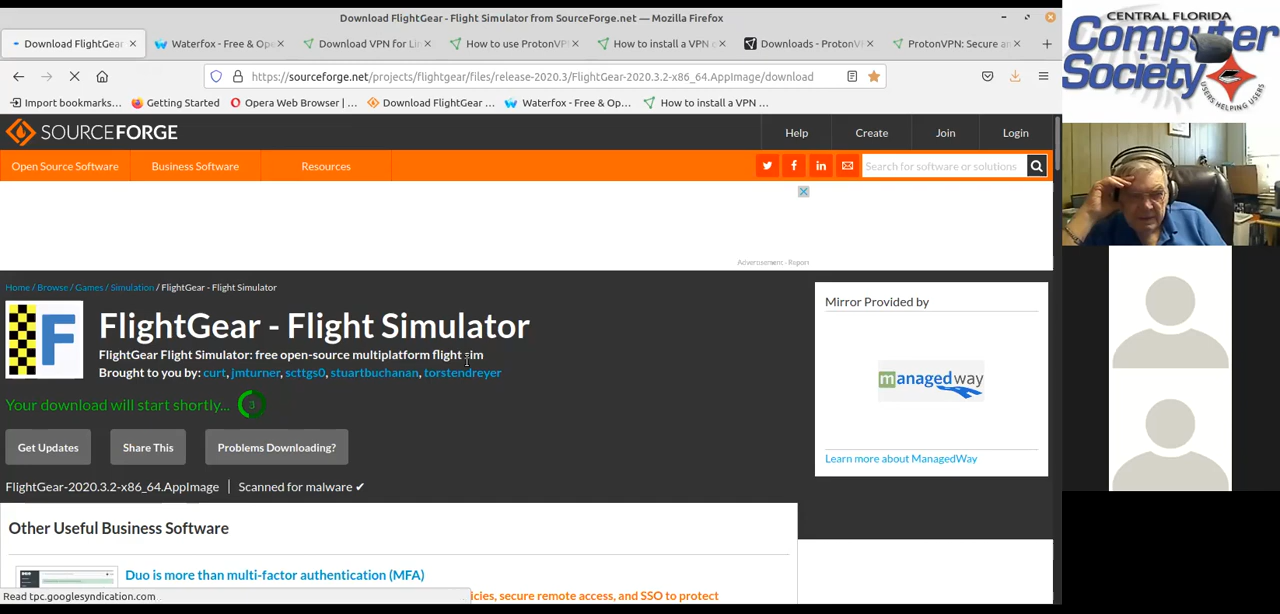 Download FlightGear - Flight Simulator from SourceForge.net — Mozilla Firefox
Download FlightGear
Waterfox - Free & Op
Download VPN for Li
How to use ProtonVP
How to install a VPN c
Downloads - ProtonV
ProtonVPN: Secure an
https://sourceforge.net/projects/flightgear/files/release-2020.3/FlightGear-2020.3.2-x86_64.AppImage/download
Import bookmarks...
Getting Started
Opera Web Browser | ...
Download FlightGear ...
Waterfox - Free & Op...
How to install a VPN ...
SOURCEFORGE
Help
Create
Join
Login
Open Source Software
Business Software
Resources
Search for software or solutions
Advertisement - Report
Home / Browse / Games / Simulation / FlightGear - Flight Simulator
F
FlightGear - Flight Simulator
FlightGear Flight Simulator: free open-source multiplatform flight sim
Brought to you by: curt, jmturner, scttgs0, stuartbuchanan, torstendreyer
Your download will start shortly... 3
Get Updates
Share This
Problems Downloading?
FlightGear-2020.3.2-x86_64.AppImage | Scanned for malware ✔
Mirror Provided by
managedway
Learn more about ManagedWay
Other Useful Business Software
Duo is more than multi-factor authentication (MFA)
icies, secure remote access, and SSO to protect
Read tpc.googlesyndication.com
CENTRAL FLORIDA
Computer
Society
USERS HELPING USERS